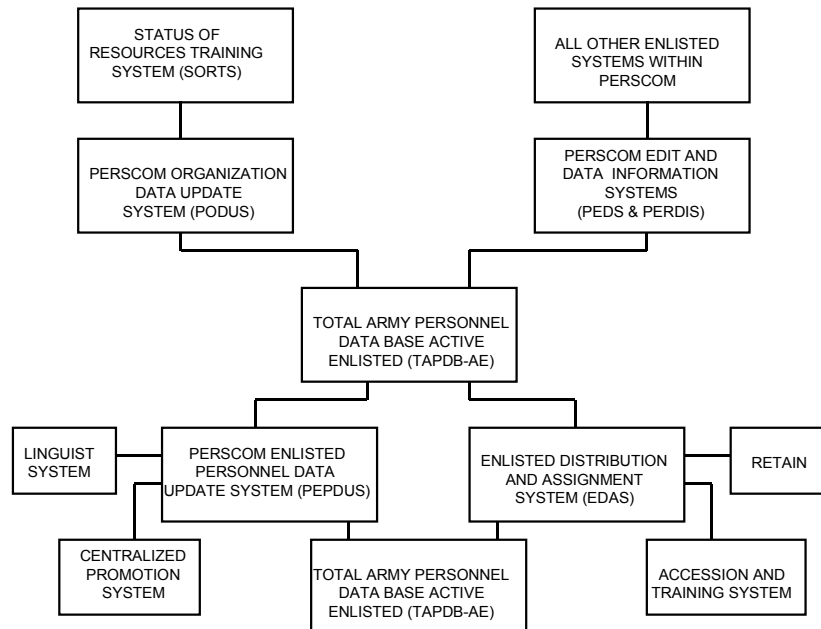 STATUS OF
RESOURCES TRAINING
SYSTEM (SORTS)
ALL OTHER ENLISTED
SYSTEMS WITHIN
PERSCOM
PERSCOM ORGANIZATION
DATA UPDATE
SYSTEM (PODUS)
PERSCOM EDIT AND
DATA INFORMATION
SYSTEMS
(PEDS & PERDIS)
TOTAL ARMY PERSONNEL
DATA BASE ACTIVE
ENLISTED (TAPDB-AE)
LINGUIST
SYSTEM
PERSCOM ENLISTED
PERSONNEL DATA
UPDATE SYSTEM (PEPDUS)
ENLISTED DISTRIBUTION
AND ASSIGNMENT
SYSTEM (EDAS)
RETAIN
CENTRALIZED
PROMOTION
SYSTEM
TOTAL ARMY PERSONNEL
DATA BASE ACTIVE
ENLISTED (TAPDB-AE)
ACCESSION AND
TRAINING SYSTEM